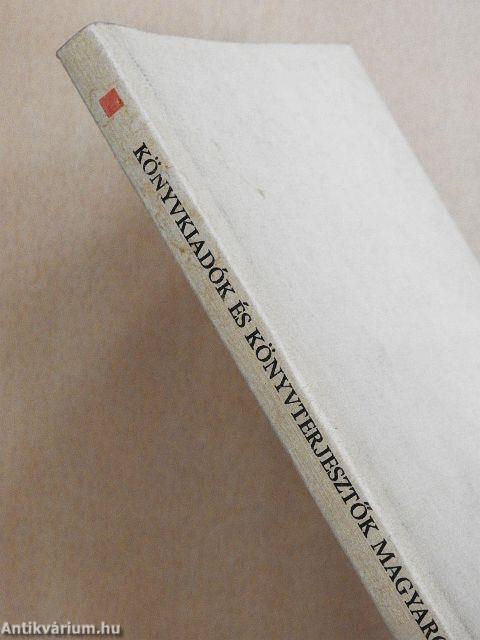 KÖNYVKIADÓK ÉS KÖNYVTERJESZTŐK MAGYARO
Antikvárium.hu